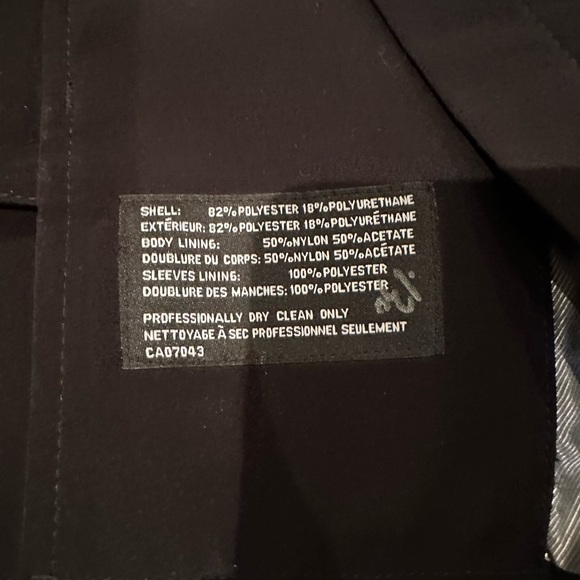 SHELL: 82%POLYESTER 18%POLYURETHANE
EXTÉRIEUR: 82%POLYESTER 18%POLYURÉTHANE
BODY LINING: 50%NYLON 50%ACETATE
DOUBLURE DU CORPS: 50%NYLON 50%ACÉTATE
SLEEVES LINING: 100%POLYESTER
DOUBLURE DES MANCHES: 100%POLYESTER
PROFESSIONALLY DRY CLEAN ONLY
NETTOYAGE À SEC PROFESSIONNEL SEULEMENT
CA07043